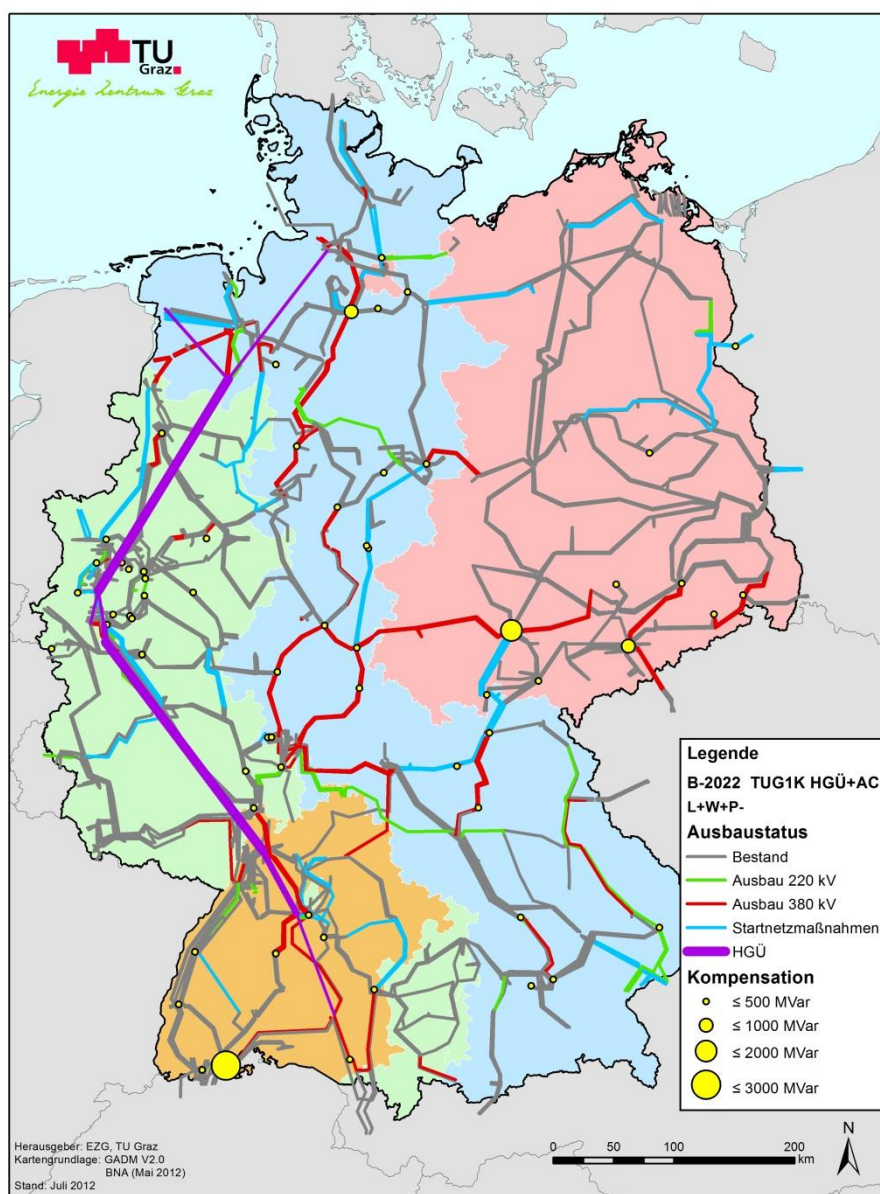 TU
Graz
Energie Zentrum Graz
Legende
B-2022 TUG1K HGÜ+AC
L+W+P-
Ausbaustatus
Bestand
Ausbau 220 kV
Ausbau 380 kV
Startnetzmaßnahmen
HGÜ
Kompensation
≤ 500 MVar
≤ 1000 MVar
≤ 2000 MVar
≤ 3000 MVar
Herausgeber: EZG, TU Graz
Kartengrundlage: GADM V2.0
BNA (Mai 2012)
Stand: Juli 2012
0 50 100 200
km
N